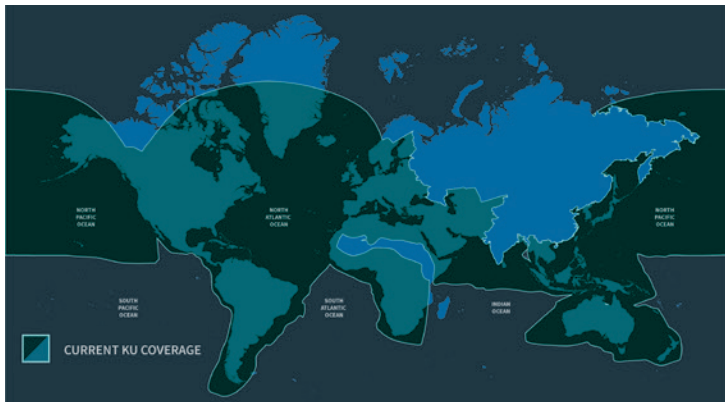 NORTH
PACIFIC
OCEAN
NORTH
ATLANTIC
OCEAN
NORTH
PACIFIC
OCEAN
SOUTH
PACIFIC
OCEAN
SOUTH
ATLANTIC
OCEAN
INDIAN
OCEAN
CURRENT KU COVERAGE